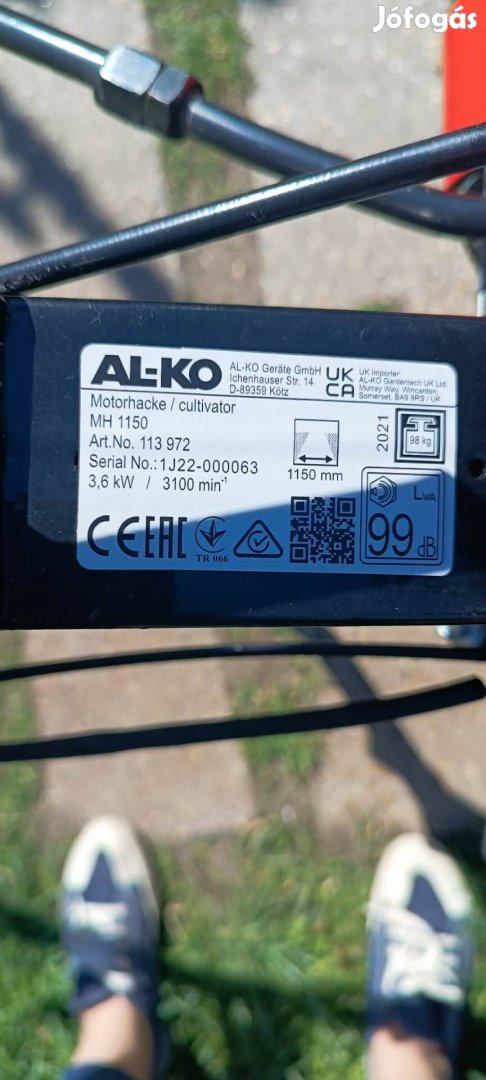 Jófogás
AL-KO
AL-KO Geräte GmbH
Ichenhauser Str. 14
D-89359 Kötz
UK
CA
UK Importer:
AL-KO Gardentech UK Ltd.
Murray Way, Wincanton,
Somerset, BA9 9RS / UK
Motorhacke / cultivator
MH 1150
Art.No. 113 972
Serial No.: 1J22-000063
3,6 kW / 3100 min⁻¹
1150 mm
2021
98 kg
CE EAC
TR 066
LWA
99 dB